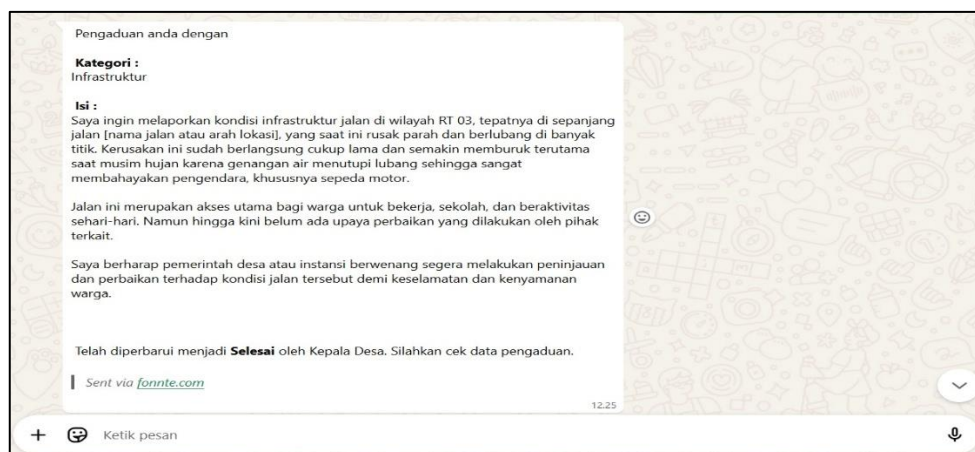 Pengaduan anda dengan
Kategori :
Infrastruktur
Isi :
Saya ingin melaporkan kondisi infrastruktur jalan di wilayah RT 03, tepatnya di sepanjang
jalan [nama jalan atau arah lokasi], yang saat ini rusak parah dan berlubang di banyak
titik. Kerusakan ini sudah berlangsung cukup lama dan semakin memburuk terutama
saat musim hujan karena genangan air menutupi lubang sehingga sangat
membahayakan pengendara, khususnya sepeda motor.
Jalan ini merupakan akses utama bagi warga untuk bekerja, sekolah, dan beraktivitas
sehari-hari. Namun hingga kini belum ada upaya perbaikan yang dilakukan oleh pihak
terkait.
Saya berharap pemerintah desa atau instansi berwenang segera melakukan peninjauan
dan perbaikan terhadap kondisi jalan tersebut demi keselamatan dan kenyamanan
warga.
Telah diperbarui menjadi Selesai oleh Kepala Desa. Silahkan cek data pengaduan.
Sent via fonnte.com
12.25
Ketik pesan